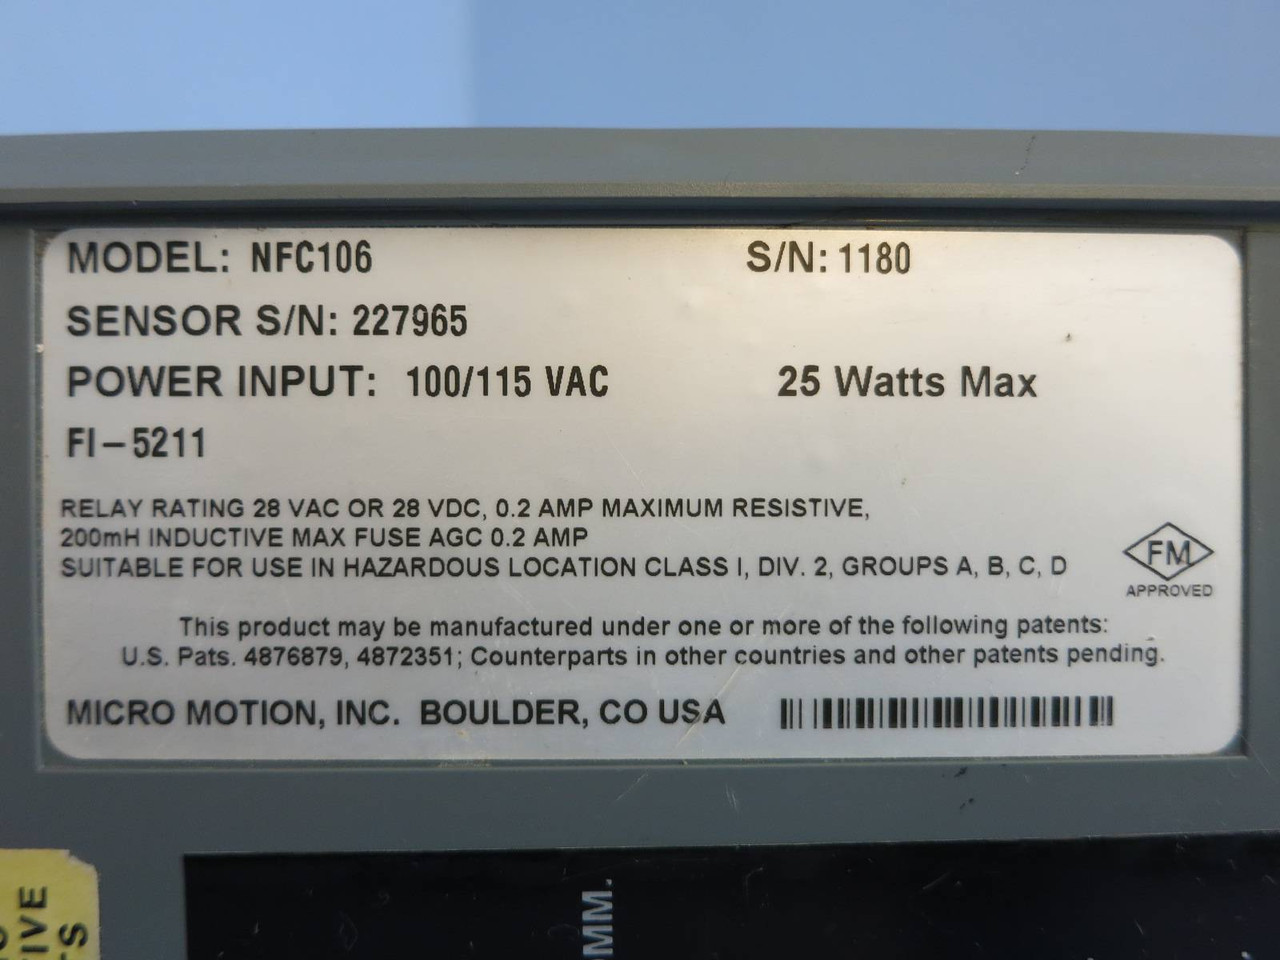 MODEL: NFC106 S/N: 1180
SENSOR S/N: 227965
POWER INPUT: 100/115 VAC 25 Watts Max
FI-5211
RELAY RATING 28 VAC OR 28 VDC, 0.2 AMP MAXIMUM RESISTIVE,
200mH INDUCTIVE MAX FUSE AGC 0.2 AMP
SUITABLE FOR USE IN HAZARDOUS LOCATION CLASS I, DIV. 2, GROUPS A, B, C, D
FM
APPROVED
This product may be manufactured under one or more of the following patents:
U.S. Pats. 4876879, 4872351; Counterparts in other countries and other patents pending.
MICRO MOTION, INC. BOULDER, CO USA